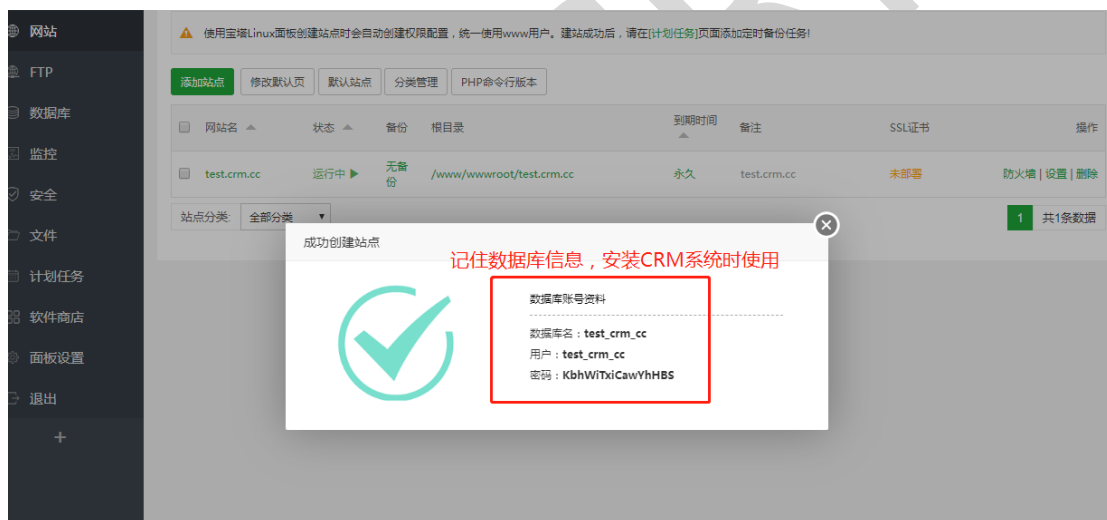 网站
FTP
数据库
监控
安全
文件
计划任务
软件商店
面板设置
退出
+
使用宝塔Linux面板创建站点时会自动创建权限配置，统一使用www用户。建站成功后，请在[计划任务]页面添加定时备份任务!
添加站点 修改默认页 默认站点 分类管理 PHP命令行版本
网站名 状态 备份 根目录 到期时间 备注 SSL证书 操作
test.crm.cc 运行中 无备份 /www/wwwroot/test.crm.cc 永久 test.crm.cc 未部署 防火墙 | 设置 | 删除
站点分类: 全部分类 1 共1条数据
成功创建站点
记住数据库信息，安装CRM系统时使用
数据库账号资料
数据库名：test_crm_cc
用户：test_crm_cc
密码：KbhWiTxiCawYhHBS